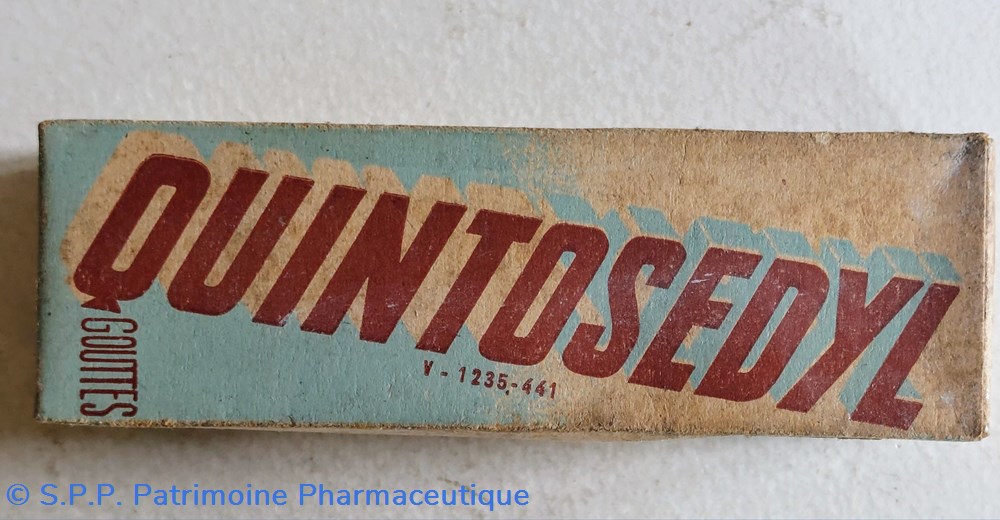 QUINTOSEDYL
GOUTTES
V - 1235-441
© S.P.P. Patrimoine Pharmaceutique